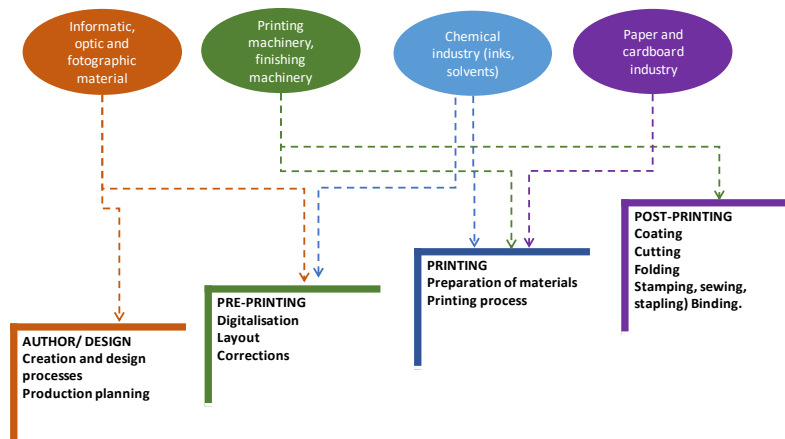 Informatic,
optic and
fotographic
material
Printing
machinery,
finishing
machinery
Chemical
industry (inks,
solvents)
Paper and
cardboard
industry
AUTHOR/ DESIGN
Creation and design
processes
Production planning
PRE-PRINTING
Digitalisation
Layout
Corrections
PRINTING
Preparation of materials
Printing process
POST-PRINTING
Coating
Cutting
Folding
Stamping, sewing,
stapling) Binding.